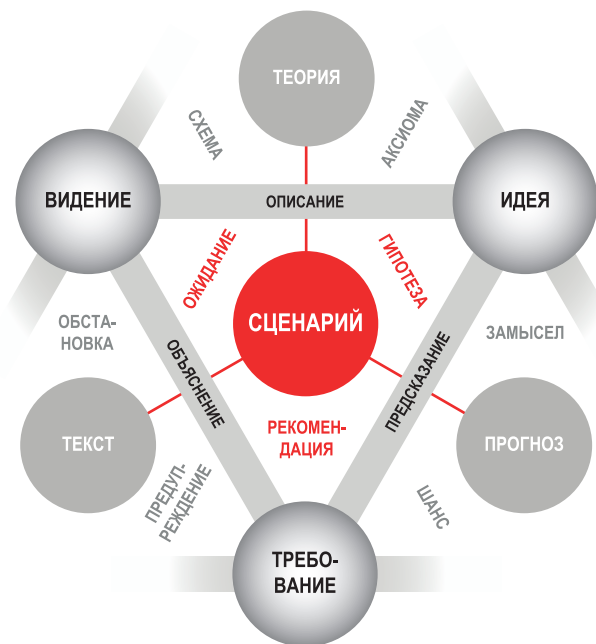 ТЕОРИЯ
СХЕМА
АКСИОМА
ВИДЕНИЕ
ОПИСАНИЕ
ИДЕЯ
ОЖИДАНИЕ
ГИПОТЕЗА
СЦЕНАРИЙ
ОБСТА-
НОВКА
ОБЪЯСНЕНИЕ
ПРЕДСКАЗАНИЕ
ЗАМЫСЕЛ
ТЕКСТ
РЕКОМЕН-
ДАЦИЯ
ПРОГНОЗ
ПРЕДУП-
РЕЖДЕНИЕ
ШАНС
ТРЕБО-
ВАНИЕ